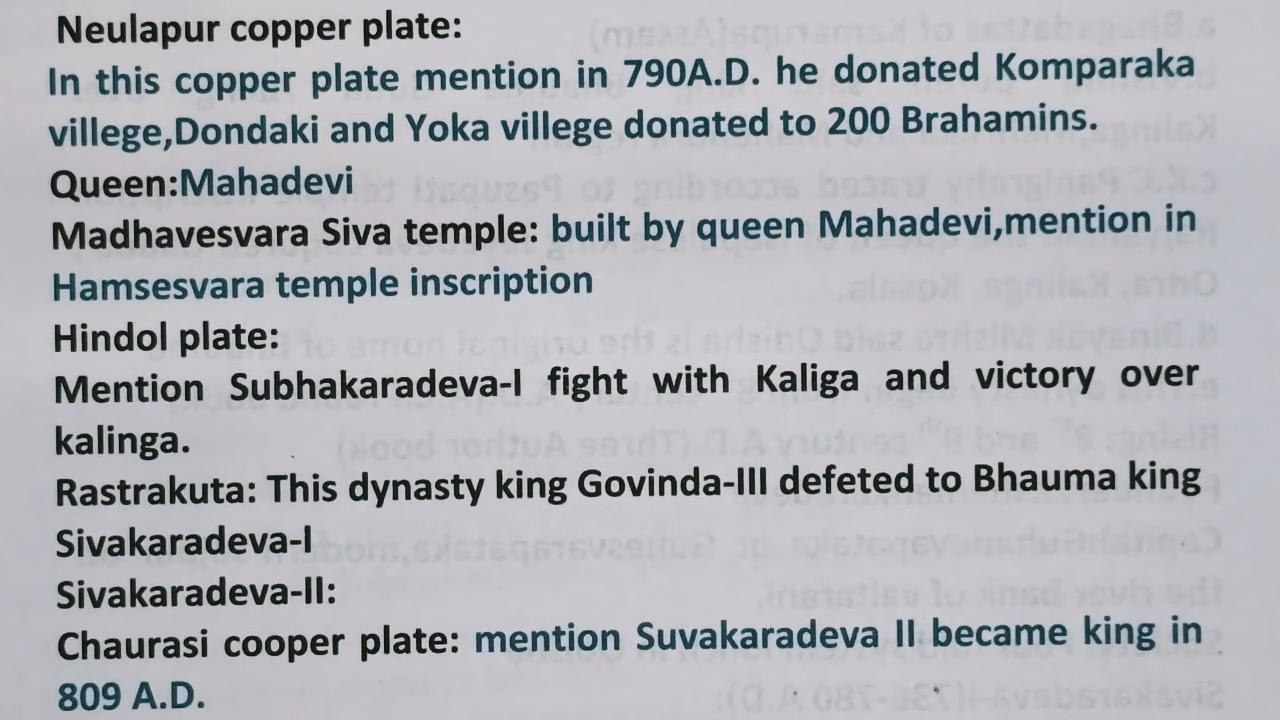 Neulapur copper plate:
In this copper plate mention in 790A.D. he donated Komparaka
villege,Dondaki and Yoka villege donated to 200 Brahamins.
Queen:Mahadevi
Madhavesvara Siva temple: built by queen Mahadevi,mention in
Hamsesvara temple inscription
Hindol plate:
Mention Subhakaradeva-I fight with Kaliga and victory over
kalinga.
Rastrakuta: This dynasty king Govinda-III defeted to Bhauma king
Sivakaradeva-I
Sivakaradeva-II:
Chaurasi cooper plate: mention Suvakaradeva II became king in
809 A.D.